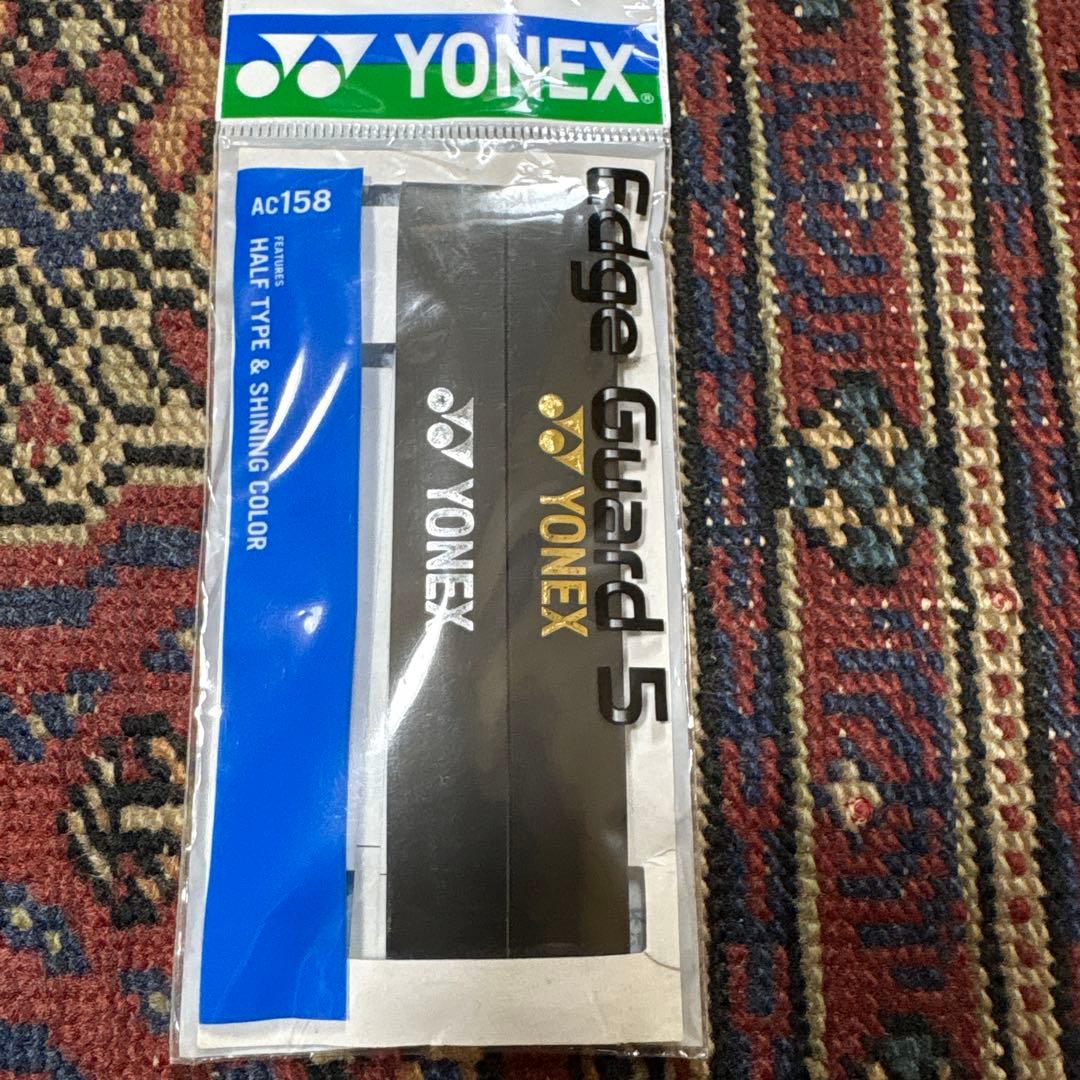 YONEX®
AC158
FEATURES
HALF TYPE & SHINING COLOR
YONEX
YONEX
Edge Guard 5